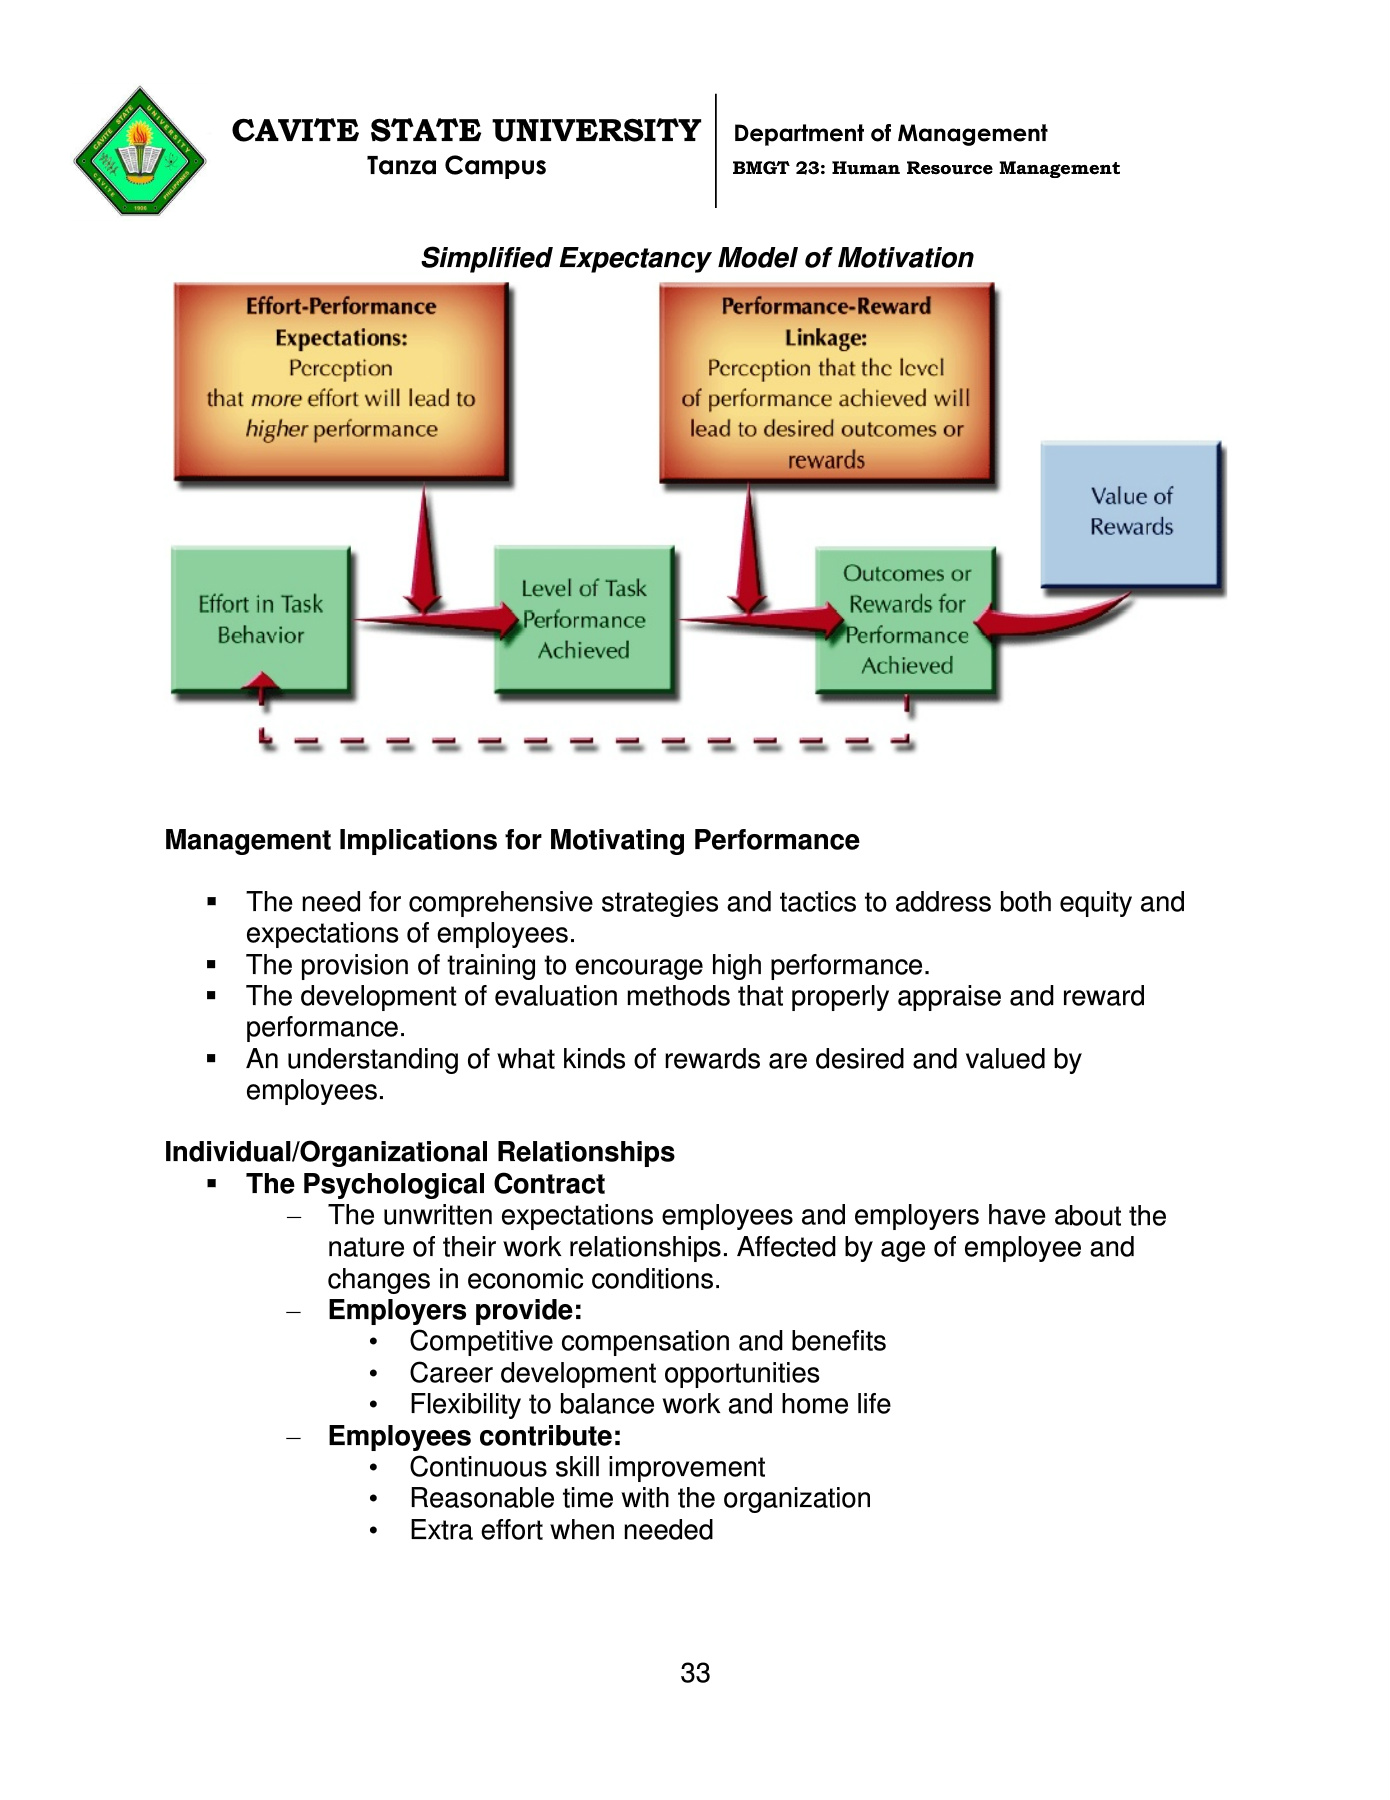 CAVITE STATE UNIVERSITY
Tanza Campus
Department of Management
BMGT 23: Human Resource Management
CAVITE STATE UNIVERSITY
CAVITE
PHILIPPINES
1906
Simplified Expectancy Model of Motivation
Effort-Performance
Expectations:
Perception
that more effort will lead to
higher performance
Performance-Reward
Linkage:
Perception that the level
of performance achieved will
lead to desired outcomes or
rewards
Value of
Rewards
Effort in Task
Behavior
Level of Task
Performance
Achieved
Outcomes or
Rewards for
Performance
Achieved
Management Implications for Motivating Performance
▪ The need for comprehensive strategies and tactics to address both equity and
expectations of employees.
▪ The provision of training to encourage high performance.
▪ The development of evaluation methods that properly appraise and reward
performance.
▪ An understanding of what kinds of rewards are desired and valued by
employees.
Individual/Organizational Relationships
▪ The Psychological Contract
– The unwritten expectations employees and employers have about the
nature of their work relationships. Affected by age of employee and
changes in economic conditions.
– Employers provide:
• Competitive compensation and benefits
• Career development opportunities
• Flexibility to balance work and home life
– Employees contribute:
• Continuous skill improvement
• Reasonable time with the organization
• Extra effort when needed
33